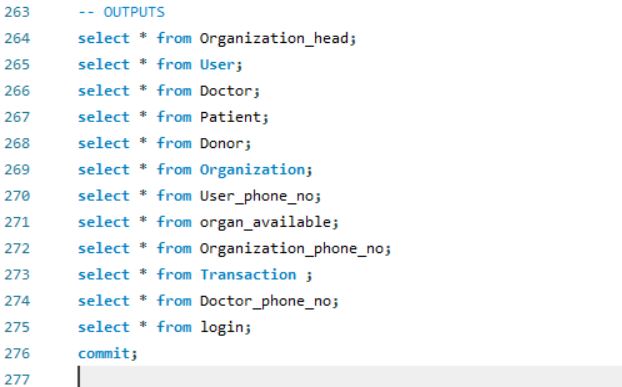 263 -- OUTPUTS
264 select * from Organization_head;
265 select * from User;
266 select * from Doctor;
267 select * from Patient;
268 select * from Donor;
269 select * from Organization;
270 select * from User_phone_no;
271 select * from organ_available;
272 select * from Organization_phone_no;
273 select * from Transaction ;
274 select * from Doctor_phone_no;
275 select * from login;
276 commit;
277